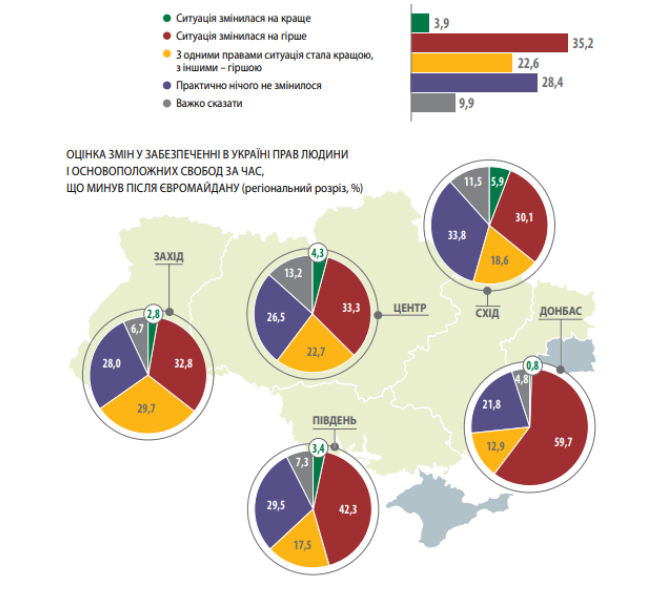 Ситуація змінилася на краще
Ситуація змінилася на гірше
З одними правами ситуація стала кращою,
з іншими – гіршою
Практично нічого не змінилося
Важко сказати
3,9
35,2
22,6
28,4
9,9
ОЦІНКА ЗМІН У ЗАБЕЗПЕЧЕННІ В УКРАЇНІ ПРАВ ЛЮДИНИ
І ОСНОВОПОЛОЖНИХ СВОБОД ЗА ЧАС,
ЩО МИНУВ ПІСЛЯ ЄВРОМАЙДАНУ (регіональний розріз, %)
11,5
5,9
30,1
33,8
18,6
СХІД
ЗАХІД
2,8
6,7
32,8
28,0
29,7
4,3
13,2
33,3
26,5
22,7
ЦЕНТР
ДОНБАС
0,8
4,8
21,8
12,9
59,7
ПІВДЕНЬ
3,4
7,3
29,5
42,3
17,5